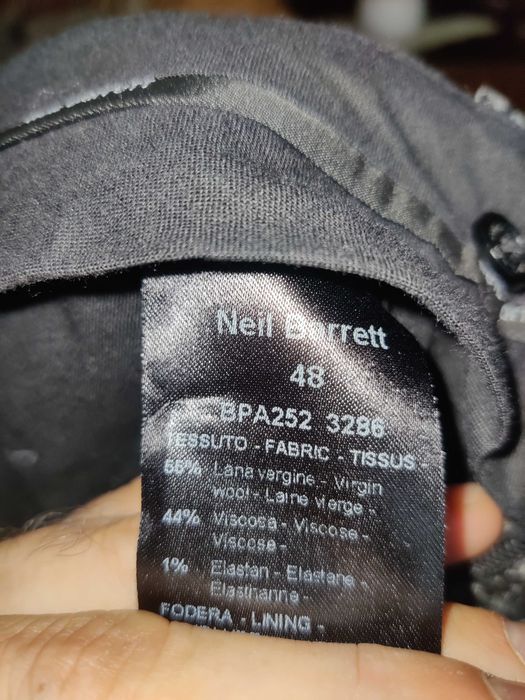 Neil Barrett
48
BPA252 3286
TESSUTO - FABRIC - TISSUS -
55% Lana vergine - Virgin
wool - Laine vierge -
44% Viscosa - Viscose -
Viscose -
1% Elastan - Elastane -
Elasthanne -
FODERA - LINING -